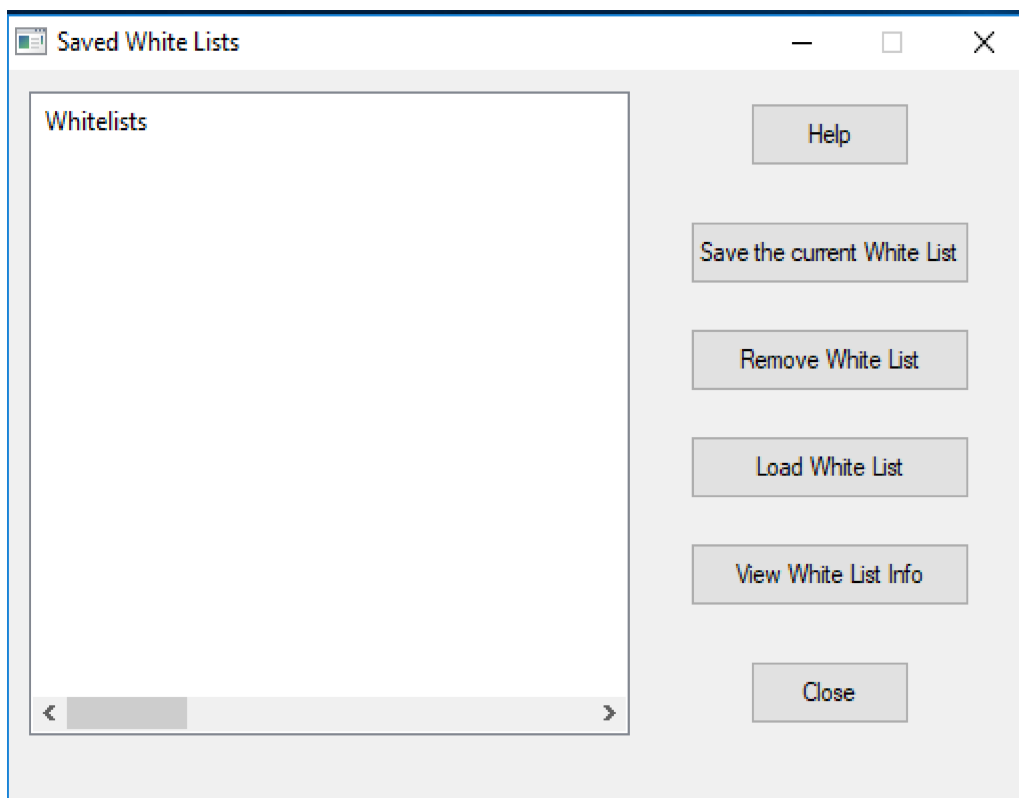 Saved White Lists
Whitelists
Help
Save the current White List
Remove White List
Load White List
View White List Info
Close